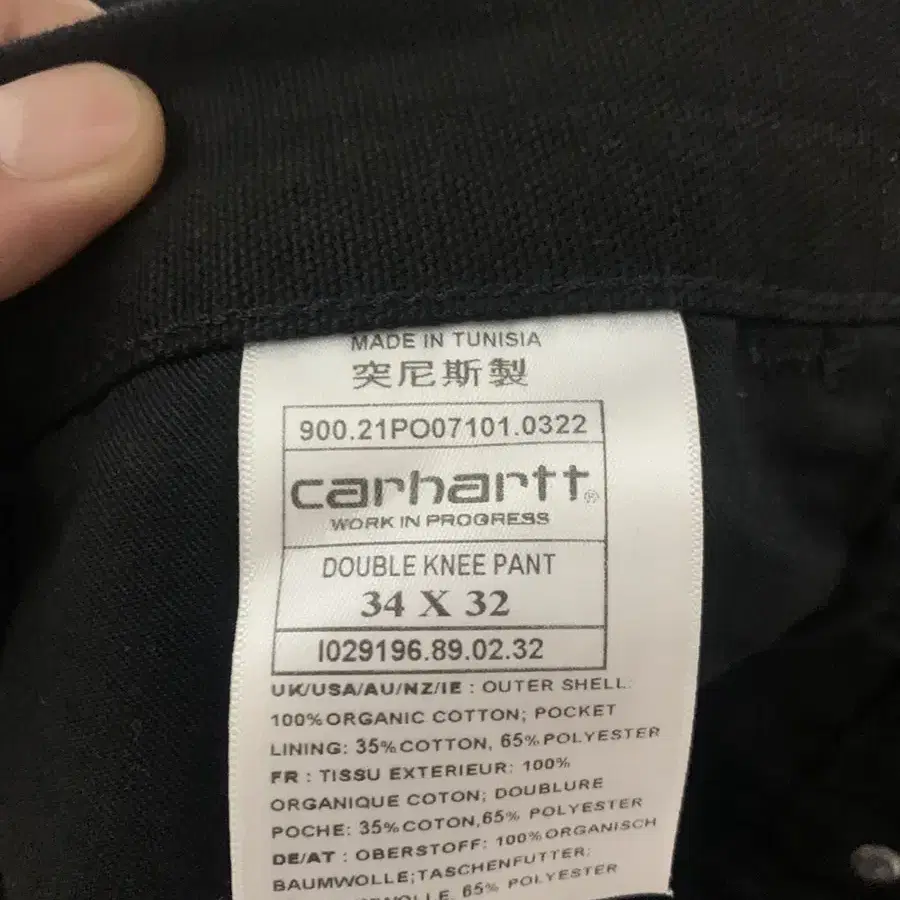 MADE IN TUNISIA
突尼斯製
900.21PO07101.0322
carhartt®
WORK IN PROGRESS
DOUBLE KNEE PANT
34 X 32
I029196.89.02.32
UK/USA/AU/NZ/IE : OUTER SHELL:
100% ORGANIC COTTON; POCKET
LINING: 35% COTTON, 65% POLYESTER
FR : TISSU EXTERIEUR: 100%
ORGANIQUE COTON; DOUBLURE
POCHE: 35% COTON, 65% POLYESTER
DE/AT : OBERSTOFF: 100% ORGANISCH
BAUMWOLLE; TASCHENFUTTER:
65% POLYESTER